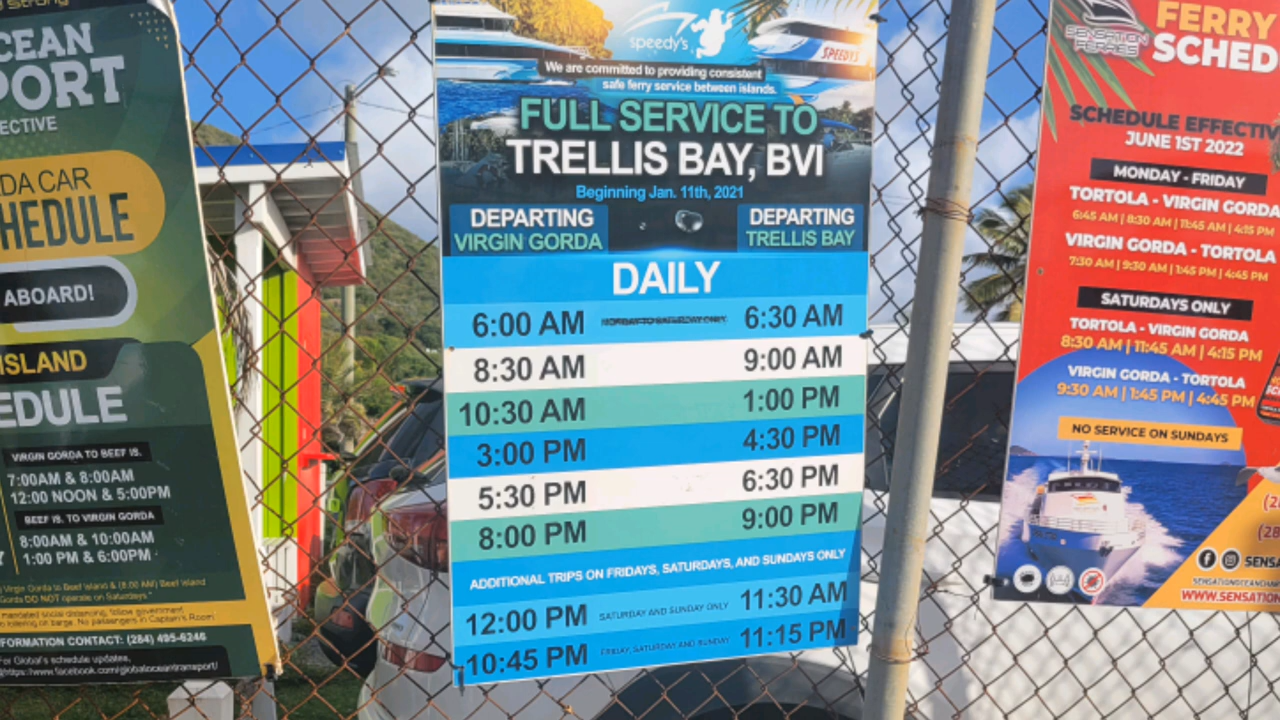 CEAN
PORT
ECTIVE
DA CAR
HEDULE
ABOARD!
ISLAND
EDULE
VIRGIN GORDA TO BEEF IS.
7:00AM & 8:00AM
12:00 NOON & 5:00PM
BEEF IS. TO VIRGIN GORDA
8:00AM & 10:00AM
1:00 PM & 6:00PM
Virgin Gorda to Beef Island & (8:00 AM) Beef Island
Gorda DO NOT operate on Saturdays
mandated social distancing, follow government
No passengers in Captain's Room
FORMATION CONTACT: (284) 495-6246
For Global's schedule updates,
https://www.facebook.com/globaloceantransport/
speedy's
SPEEDY'S
We are committed to providing consistent
safe ferry service between islands.
FULL SERVICE TO
TRELLIS BAY, BVI
Beginning Jan. 11th, 2021
DEPARTING
VIRGIN GORDA
DEPARTING
TRELLIS BAY
DAILY
6:00 AM MONDAY TO SATURDAY ONLY 6:30 AM
8:30 AM 9:00 AM
10:30 AM 1:00 PM
3:00 PM 4:30 PM
5:30 PM 6:30 PM
8:00 PM 9:00 PM
ADDITIONAL TRIPS ON FRIDAYS, SATURDAYS, AND SUNDAYS ONLY
12:00 PM SATURDAY AND SUNDAY ONLY 11:30 AM
10:45 PM FRIDAY, SATURDAY AND SUNDAY 11:15 PM
SENSATION
FERRIES
FERRY
SCHED
SCHEDULE EFFECTIV
JUNE 1ST 2022
MONDAY - FRIDAY
TORTOLA - VIRGIN GORDA
6:45 AM | 8:30 AM | 11:45 AM | 4:15 PM
VIRGIN GORDA - TORTOLA
7:30 AM | 9:30 AM | 1:45 PM | 4:45 PM
SATURDAYS ONLY
TORTOLA - VIRGIN GORDA
8:30 AM | 11:45 AM | 4:15 PM
VIRGIN GORDA - TORTOLA
9:30 AM | 1:45 PM | 4:45 PM
NO SERVICE ON SUNDAYS
(2
(28
SENSA
SENSATIONOCEAN
WWW.SENSATION